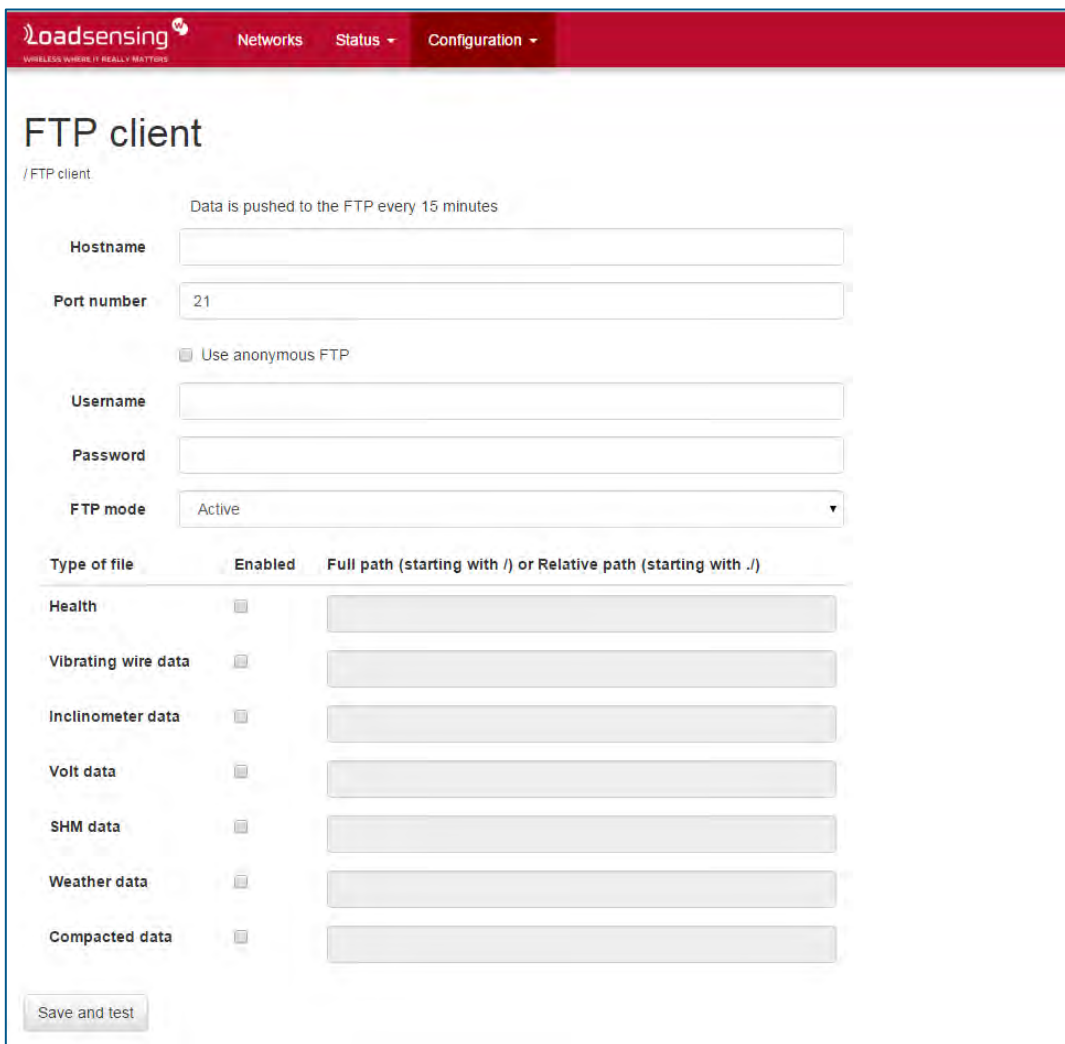 Loadsensing W
WIRELESS WHERE IT REALLY MATTERS
Networks Status Configuration
FTP client
/ FTP client
Data is pushed to the FTP every 15 minutes
Hostname
Port number 21
Use anonymous FTP
Username
Password
FTP mode Active
Type of file Enabled Full path (starting with /) or Relative path (starting with ./)
Health
Vibrating wire data
Inclinometer data
Volt data
SHM data
Weather data
Compacted data
Save and test